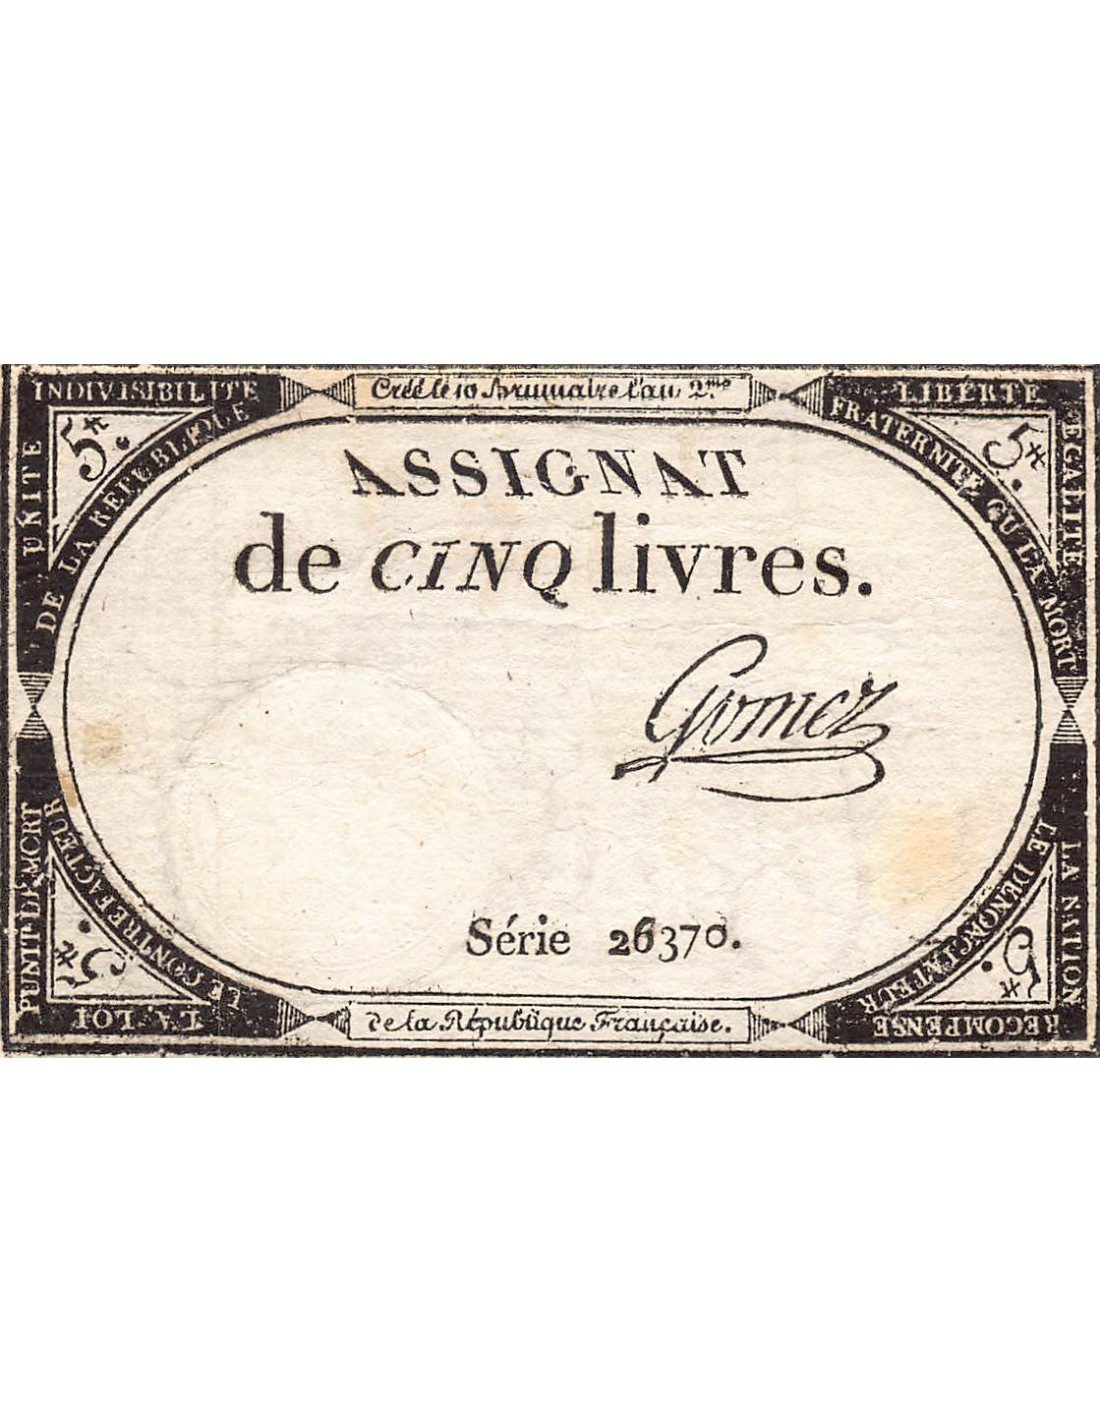 INDIVISIBILITE
Créé le 10 brumaire l'an 2.me
LIBÉRTE
UNITE
DE LA REPUBLIQUE
5₶
FRATERNITE OU LA MORT
EGALITE
5₶
ASSIGNAT
de CINQ livres.
Gomez
Série 26370.
PUNIT DE MORT
LE CONTREFACTEUR
5₶
LA LOI
de la République Française.
LE DENONCIATEUR
LA NATION
5₶
RECOMPENSE